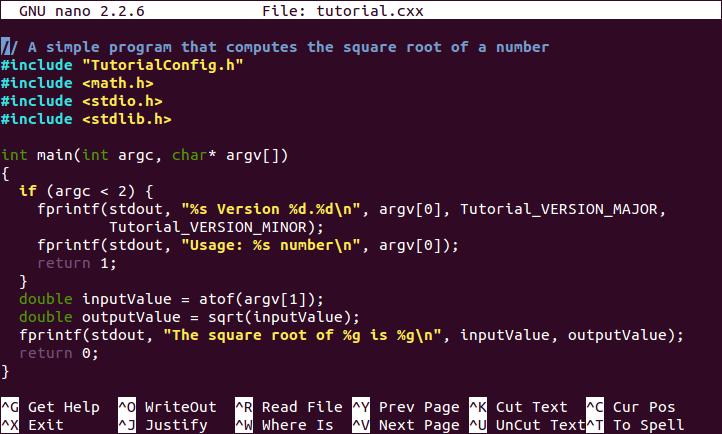 GNU nano 2.2.6 File: tutorial.cxx
// A simple program that computes the square root of a number
#include "TutorialConfig.h"
#include <math.h>
#include <stdio.h>
#include <stdlib.h>
int main(int argc, char* argv[])
{
  if (argc < 2) {
    fprintf(stdout, "%s Version %d.%d\n", argv[0], Tutorial_VERSION_MAJOR,
            Tutorial_VERSION_MINOR);
    fprintf(stdout, "Usage: %s number\n", argv[0]);
    return 1;
  }
  double inputValue = atof(argv[1]);
  double outputValue = sqrt(inputValue);
  fprintf(stdout, "The square root of %g is %g\n", inputValue, outputValue);
  return 0;
}
^G Get Help ^O WriteOut ^R Read File ^Y Prev Page ^K Cut Text ^C Cur Pos
^X Exit ^J Justify ^W Where Is ^V Next Page ^U UnCut Text ^T To Spell